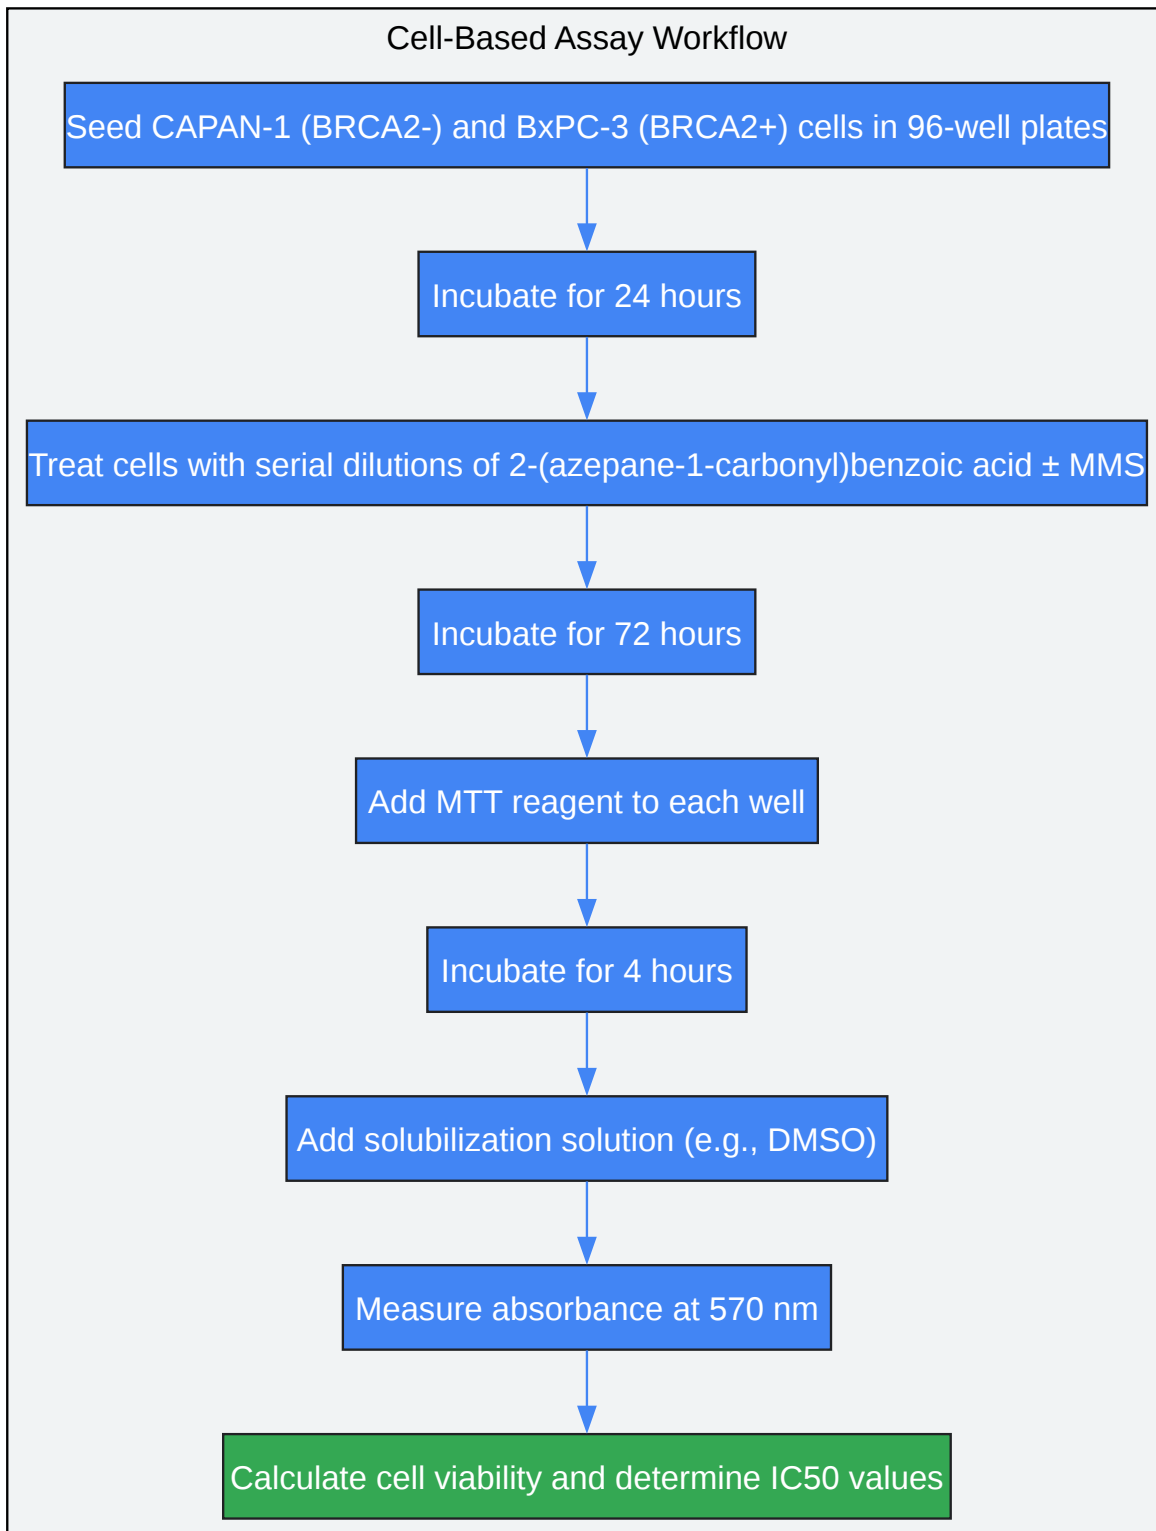 Cell-Based Assay Workflow
Seed CAPAN-1 (BRCA2-) and BxPC-3 (BRCA2+) cells in 96-well plates
Incubate for 24 hours
Treat cells with serial dilutions of 2-(azepane-1-carbonyl)benzoic acid ± MMS
Incubate for 72 hours
Add MTT reagent to each well
Incubate for 4 hours
Add solubilization solution (e.g., DMSO)
Measure absorbance at 570 nm
Calculate cell viability and determine IC50 values